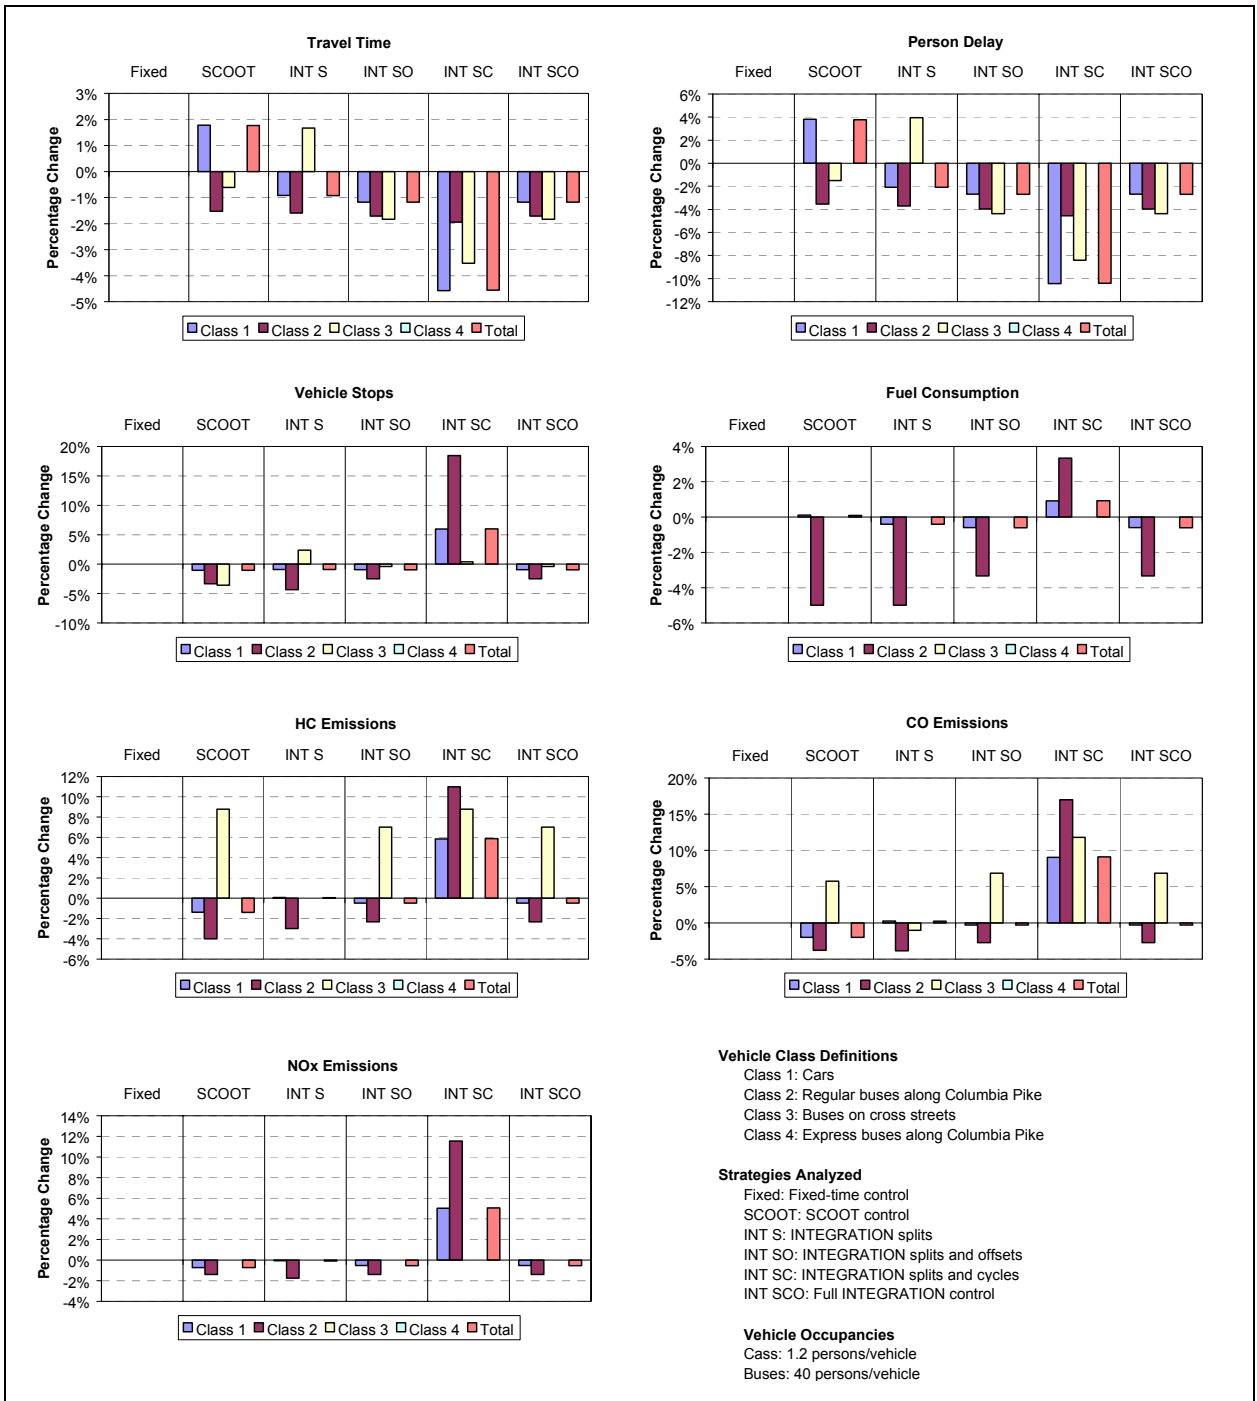 Travel Time
Fixed SCOOT INT S INT SO INT SC INT SCO
Percentage Change
3%
2%
1%
0%
-1%
-2%
-3%
-4%
-5%
Class 1 Class 2 Class 3 Class 4 Total
Person Delay
Fixed SCOOT INT S INT SO INT SC INT SCO
Percentage Change
6%
4%
2%
0%
-2%
-4%
-6%
-8%
-10%
-12%
Class 1 Class 2 Class 3 Class 4 Total
Vehicle Stops
Fixed SCOOT INT S INT SO INT SC INT SCO
Percentage Change
20%
15%
10%
5%
0%
-5%
-10%
Class 1 Class 2 Class 3 Class 4 Total
Fuel Consumption
Fixed SCOOT INT S INT SO INT SC INT SCO
Percentage Change
4%
2%
0%
-2%
-4%
-6%
Class 1 Class 2 Class 3 Class 4 Total
HC Emissions
Fixed SCOOT INT S INT SO INT SC INT SCO
Percentage Change
12%
10%
8%
6%
4%
2%
0%
-2%
-4%
-6%
Class 1 Class 2 Class 3 Class 4 Total
CO Emissions
Fixed SCOOT INT S INT SO INT SC INT SCO
Percentage Change
20%
15%
10%
5%
0%
-5%
Class 1 Class 2 Class 3 Class 4 Total
NOx Emissions
Fixed SCOOT INT S INT SO INT SC INT SCO
Percentage Change
14%
12%
10%
8%
6%
4%
2%
0%
-2%
-4%
Class 1 Class 2 Class 3 Class 4 Total
Vehicle Class Definitions
Class 1: Cars
Class 2: Regular buses along Columbia Pike
Class 3: Buses on cross streets
Class 4: Express buses along Columbia Pike
Strategies Analyzed
Fixed: Fixed-time control
SCOOT: SCOOT control
INT S: INTEGRATION splits
INT SO: INTEGRATION splits and offsets
INT SC: INTEGRATION splits and cycles
INT SCO: Full INTEGRATION control
Vehicle Occupancies
Cass: 1.2 persons/vehicle
Buses: 40 persons/vehicle